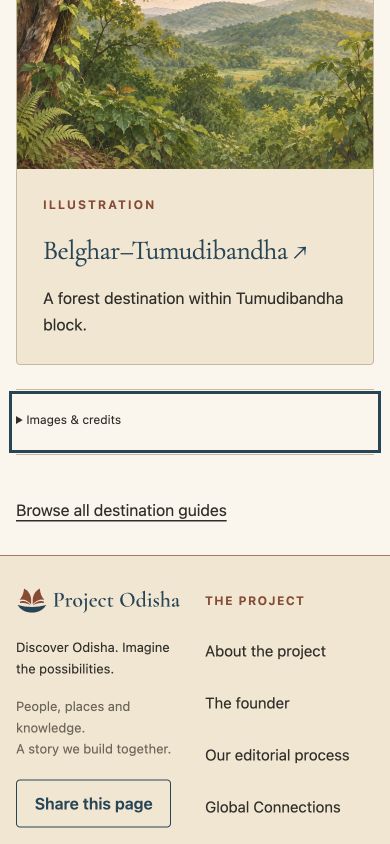 ILLUSTRATION
Belghar–Tumudibandha ↗
A forest destination within Tumudibandha
block.
▶ Images & credits
Browse all destination guides
Project Odisha
Discover Odisha. Imagine
the possibilities.
People, places and
knowledge.
A story we build together.
Share this page
THE PROJECT
About the project
The founder
Our editorial process
Global Connections